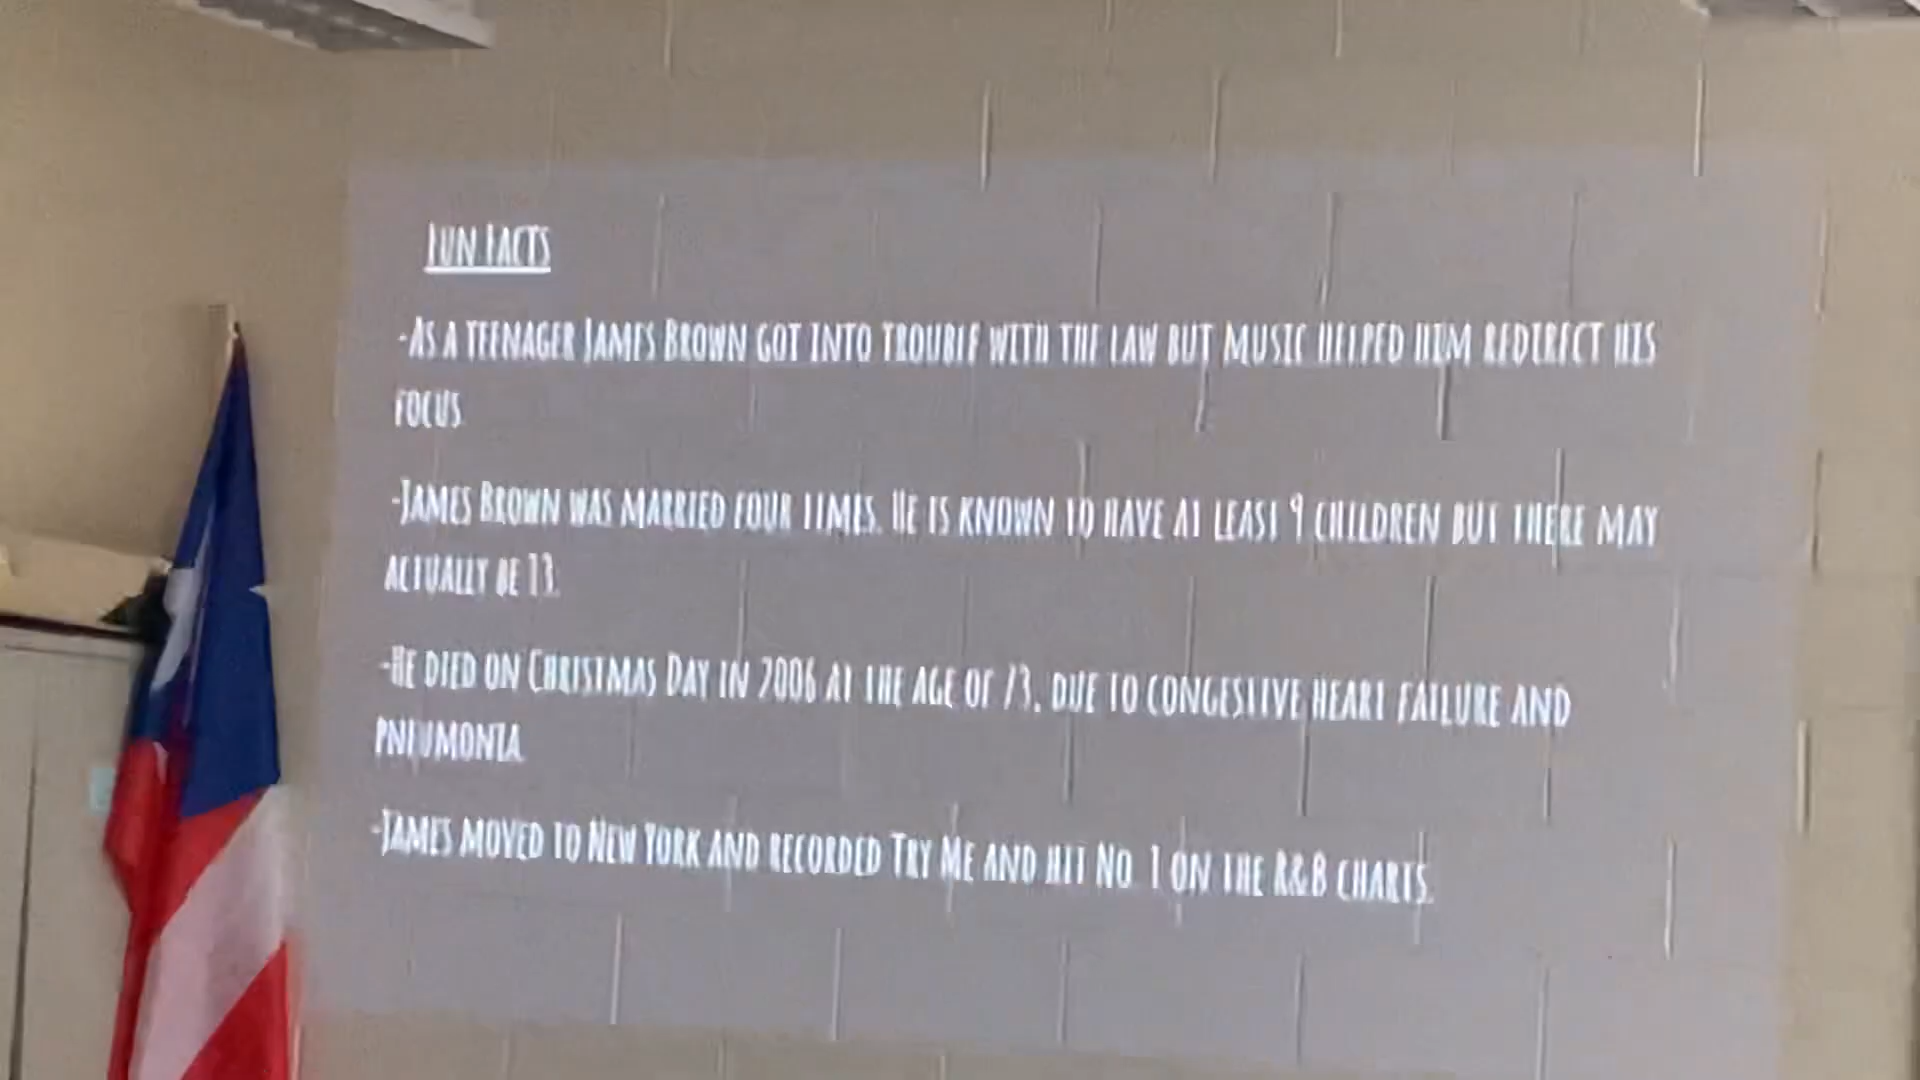 FUN FACTS
-AS A TEENAGER JAMES BROWN GOT INTO TROUBLE WITH THE LAW BUT MUSIC HELPED HIM REDIRECT HIS
FOCUS.
-JAMES BROWN WAS MARRIED FOUR TIMES. HE IS KNOWN TO HAVE AT LEAST 9 CHILDREN BUT THERE MAY
ACTUALLY BE 13.
-HE DIED ON CHRISTMAS DAY IN 2006 AT THE AGE OF 73, DUE TO CONGESTIVE HEART FAILURE AND
PNEUMONIA.
-JAMES MOVED TO NEW YORK AND RECORDED TRY ME AND HIT NO. 1 ON THE R&B CHARTS.